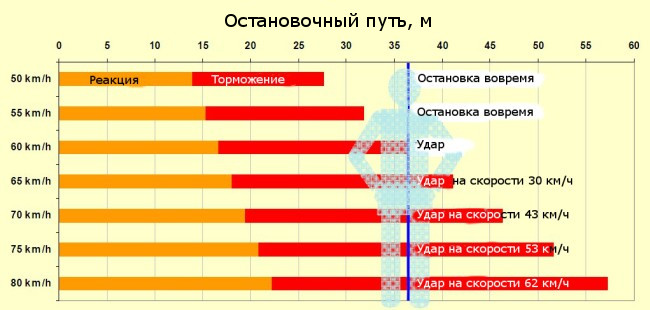 Остановочный путь, м
0 5 10 15 20 25 30 35 40 45 50 55 60
50 km/h Реакция Торможение Остановка вовремя
55 km/h Остановка вовремя
60 km/h Удар
65 km/h Удар на скорости 30 км/ч
70 km/h Удар на скорости 43 км/ч
75 km/h Удар на скорости 53 км/ч
80 km/h Удар на скорости 62 км/ч